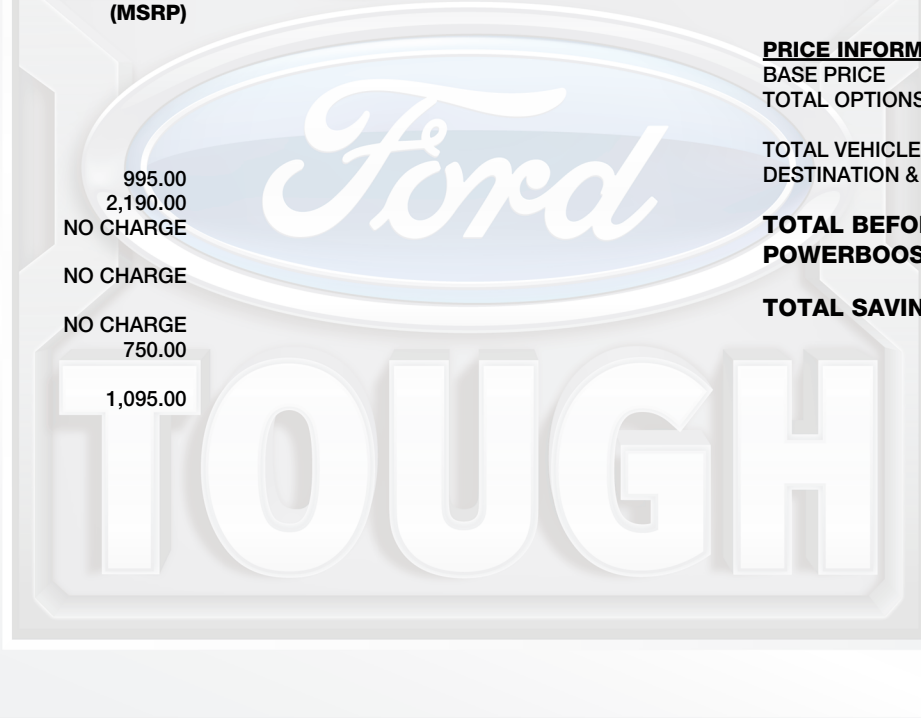 (MSRP)
995.00
2,190.00
NO CHARGE
NO CHARGE
NO CHARGE
750.00
1,095.00
PRICE INFORM
BASE PRICE
TOTAL OPTIONS
TOTAL VEHICLE
DESTINATION &
TOTAL BEFO
POWERBOOS
TOTAL SAVIN
Ford
TOUGH